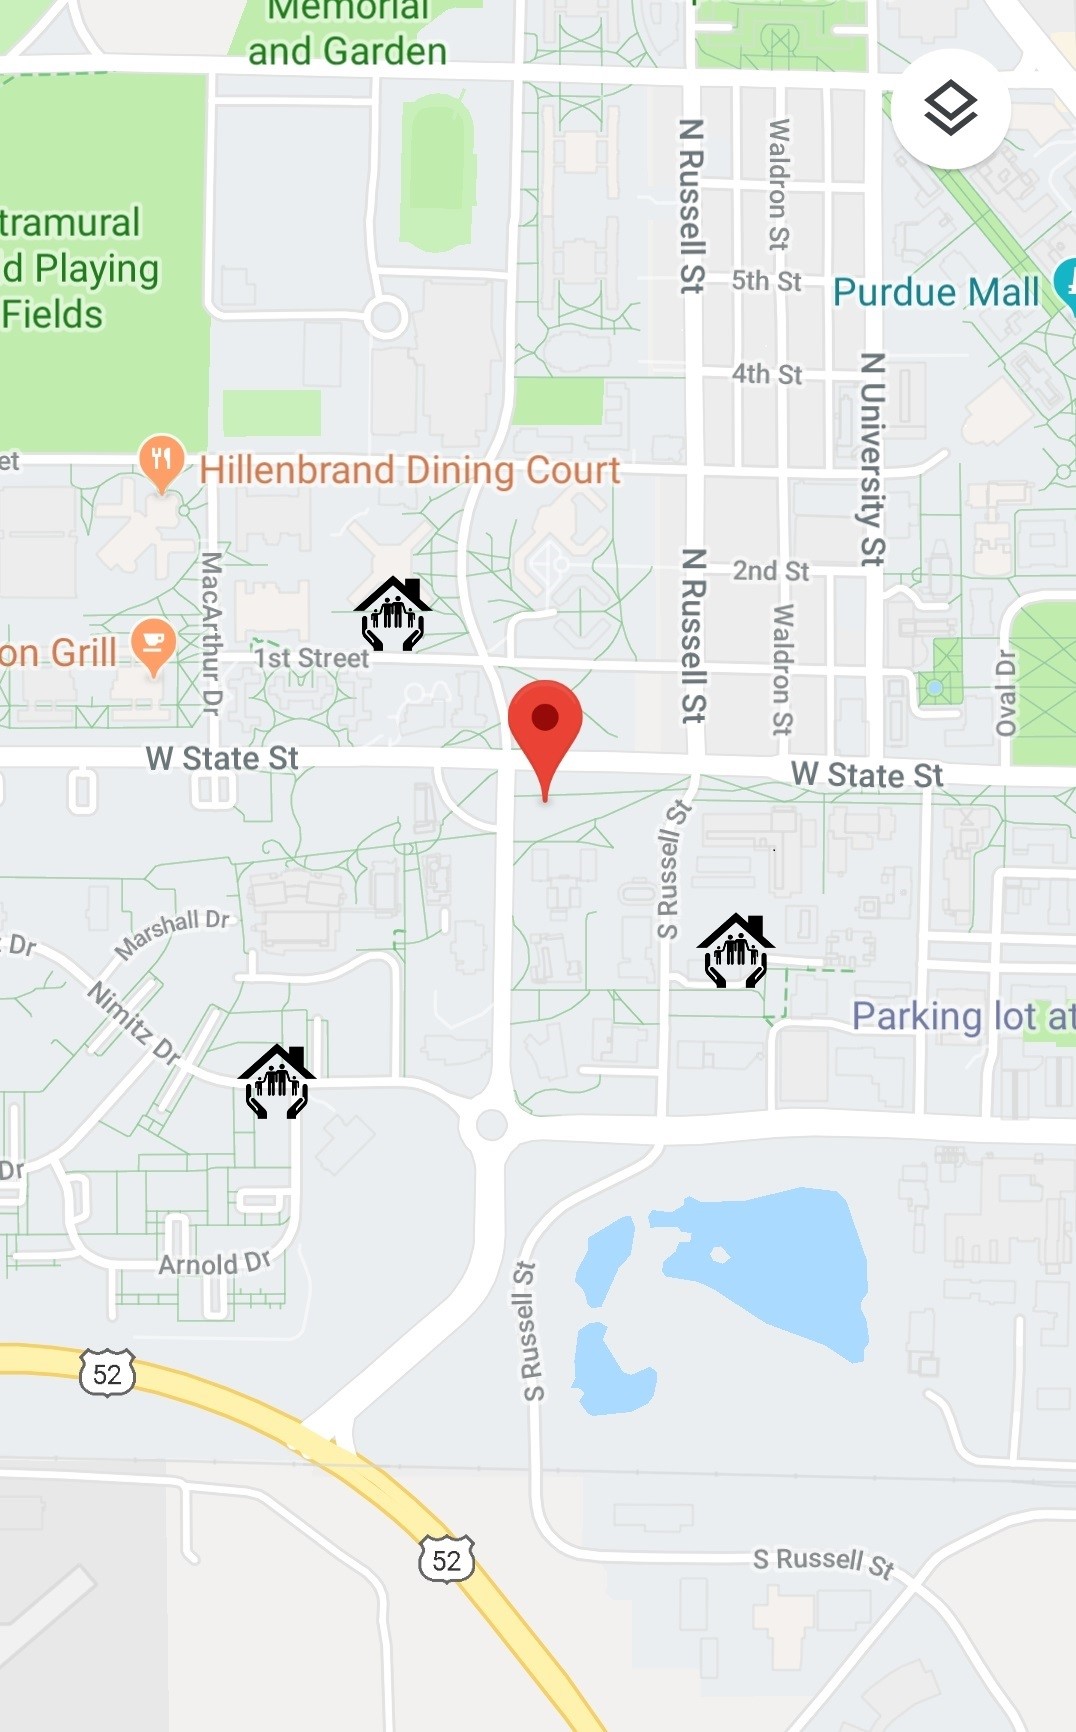 Memorial
and Garden
N Russell St
Waldron St
tramural
d Playing
Fields
5th St
Purdue Mall
4th St
N University St
et
Hillenbrand Dining Court
MacArthur Dr
N Russell St
2nd St
Waldron St
on Grill
1st Street
Oval Dr
W State St
W State St
S Russell St
Marshall Dr
t Dr
Nimitz Dr
Parking lot at
Dr
Arnold Dr
S Russell St
52
52
S Russell St